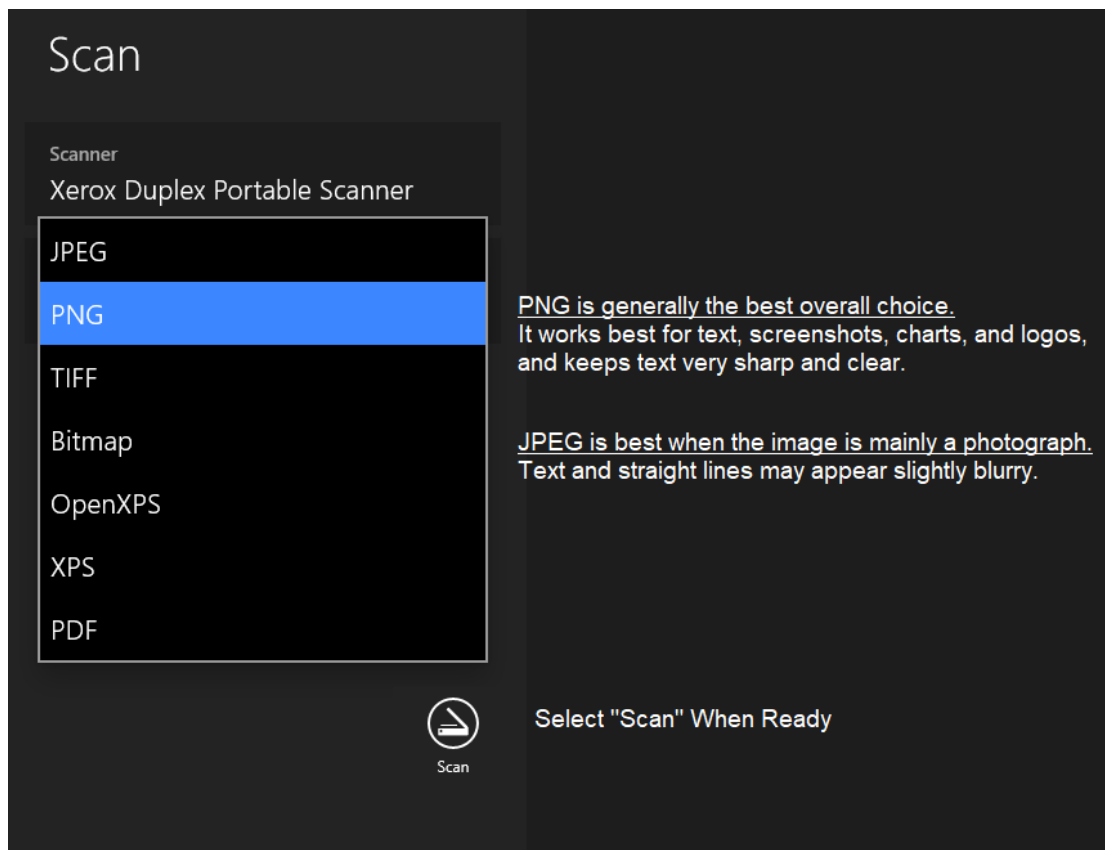 Scan
Scanner
Xerox Duplex Portable Scanner
JPEG
PNG
TIFF
Bitmap
OpenXPS
XPS
PDF
PNG is generally the best overall choice.
It works best for text, screenshots, charts, and logos,
and keeps text very sharp and clear.
JPEG is best when the image is mainly a photograph.
Text and straight lines may appear slightly blurry.
Scan
Select "Scan" When Ready